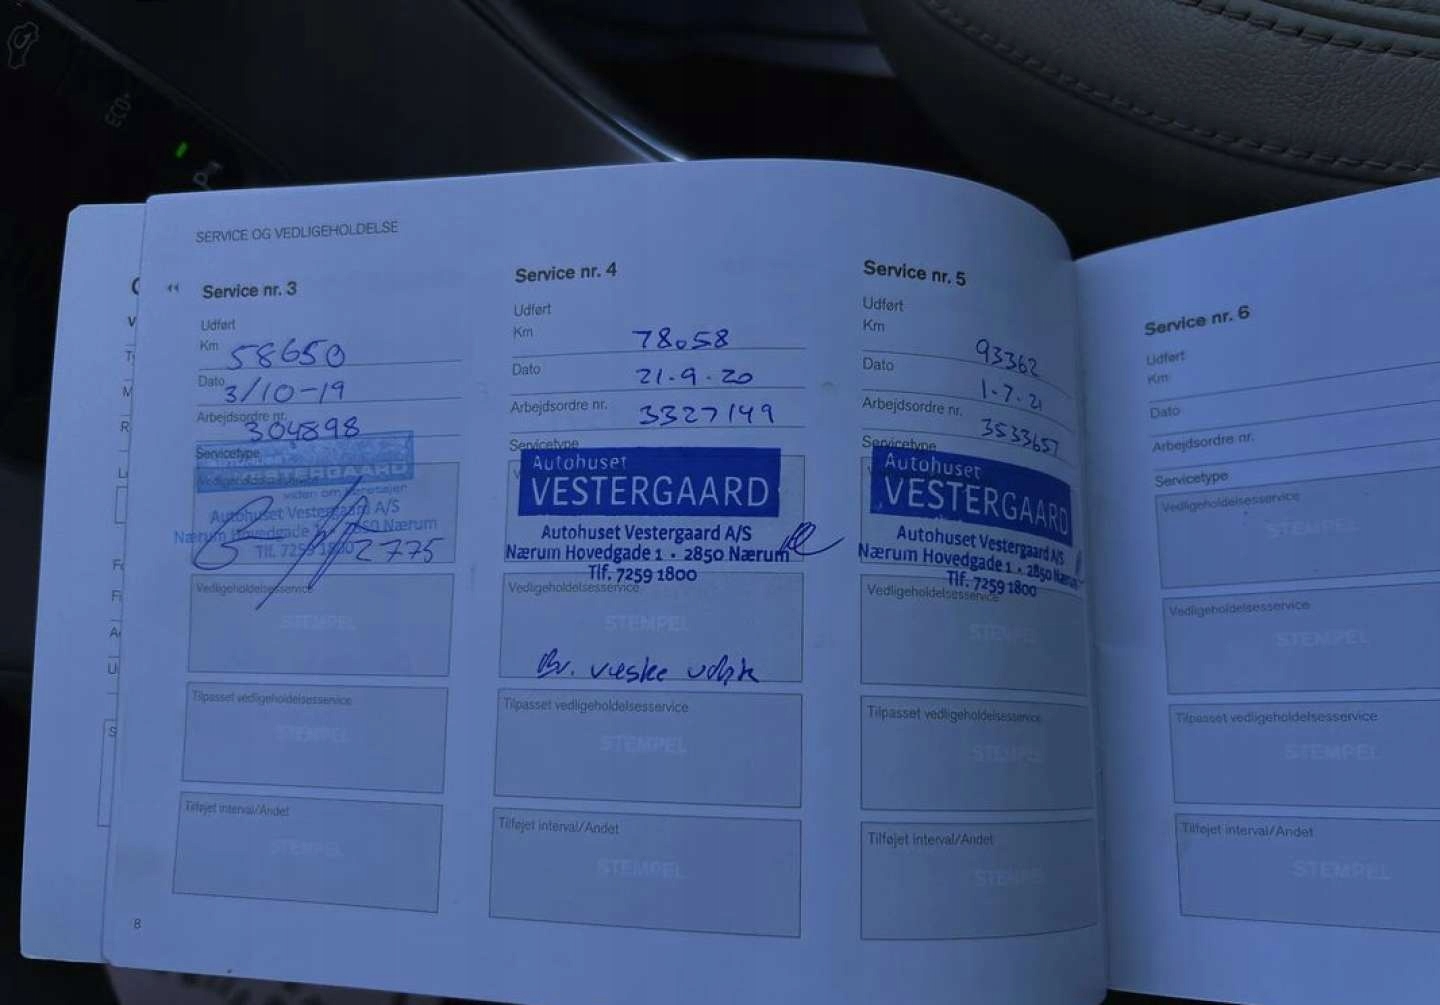 ECO+
P
SERVICE OG VEDLIGEHOLDELSE
Service nr. 3
Udført
Km 58650
Dato 3/10-19
Arbejdsordre nr. 304898
Servicetype
VESTERGAARD
Autohuset Vestergaard A/S
Nærum Hovedgade 1 · 2850 Nærum
Tlf. 7259 1800
2775
Vedligeholdelsesservice
STEMPEL
Tilpasset vedligeholdelsesservice
STEMPEL
Tilføjet interval/Andet
STEMPEL
8
Service nr. 4
Udført
Km 78058
Dato 21.9.20
Arbejdsordre nr. 3327149
Servicetype
Autohuset
VESTERGAARD
Autohuset Vestergaard A/S
Nærum Hovedgade 1 · 2850 Nærum
Tlf. 7259 1800
Vedligeholdelsesservice
STEMPEL
Br. væske udsk
Tilpasset vedligeholdelsesservice
STEMPEL
Tilføjet interval/Andet
STEMPEL
Service nr. 5
Udført
Km 93362
Dato 1.7.21
Arbejdsordre nr. 3533657
Servicetype
Autohuset
VESTERGAARD
Autohuset Vestergaard A/S
Nærum Hovedgade 1 · 2850 Nærum
Tlf. 7259 1800
Vedligeholdelsesservice
STEMPEL
Tilpasset vedligeholdelsesservice
STEMPEL
Tilføjet interval/Andet
STEMPEL
Service nr. 6
Udført
Km
Dato
Arbejdsordre nr.
Servicetype
Vedligeholdelsesservice
STEMPEL
Vedligeholdelsesservice
STEMPEL
Tilpasset vedligeholdelsesservice
STEMPEL
Tilføjet interval/Andet
STEMPEL